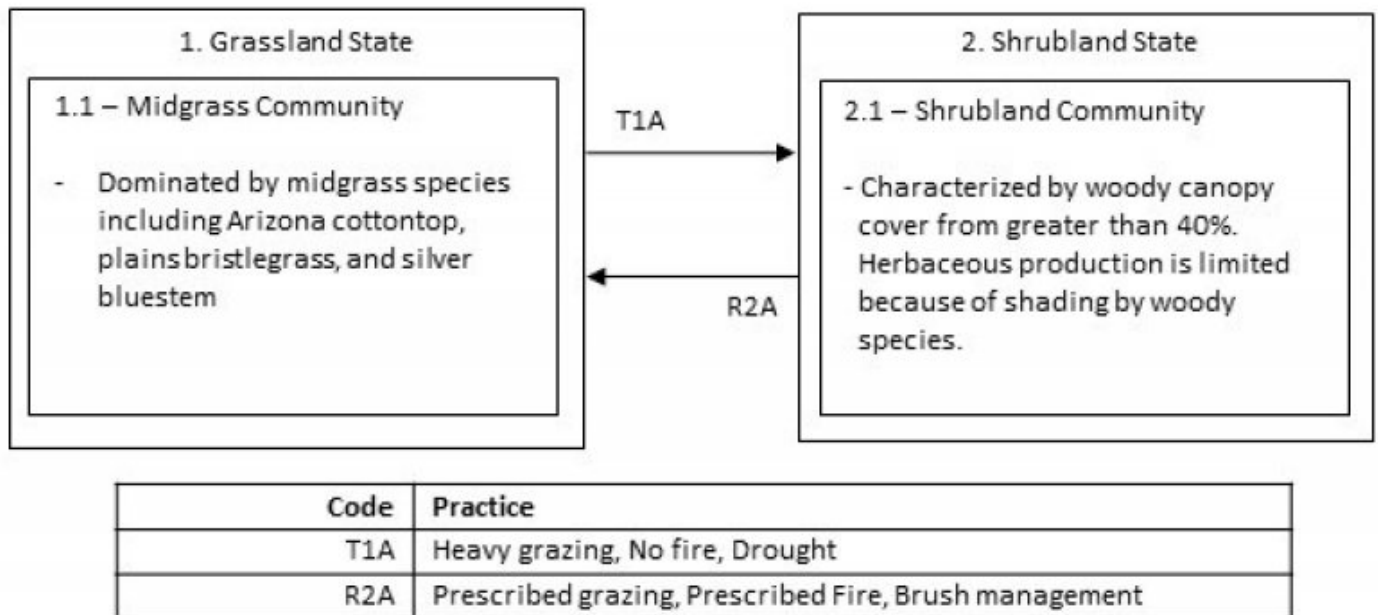 1. Grassland State
1.1 – Midgrass Community
- Dominated by midgrass species
including Arizona cottontop,
plains bristlegrass, and silver
bluestem
T1A
R2A
2. Shrubland State
2.1 – Shrubland Community
- Characterized by woody canopy
cover from greater than 40%.
Herbaceous production is limited
because of shading by woody
species.
Code Practice
T1A Heavy grazing, No fire, Drought
R2A Prescribed grazing, Prescribed Fire, Brush management